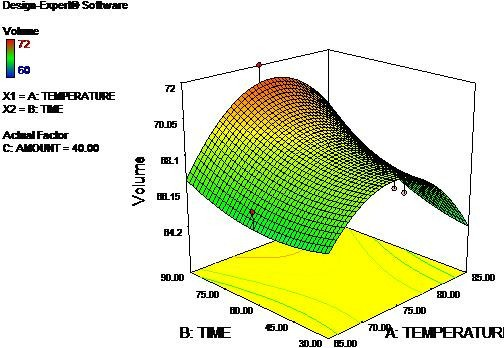 Design-Expert® Software
Volume
72
60
X1 = A: TEMPERATURE
X2 = B: TIME
Actual Factor
C: AMOUNT = 40.00
Volume
72
70.05
68.1
66.15
64.2
90.00
75.00
60.00
45.00
30.00
B: TIME
85.00
80.00
75.00
70.00
65.00
A: TEMPERATURE